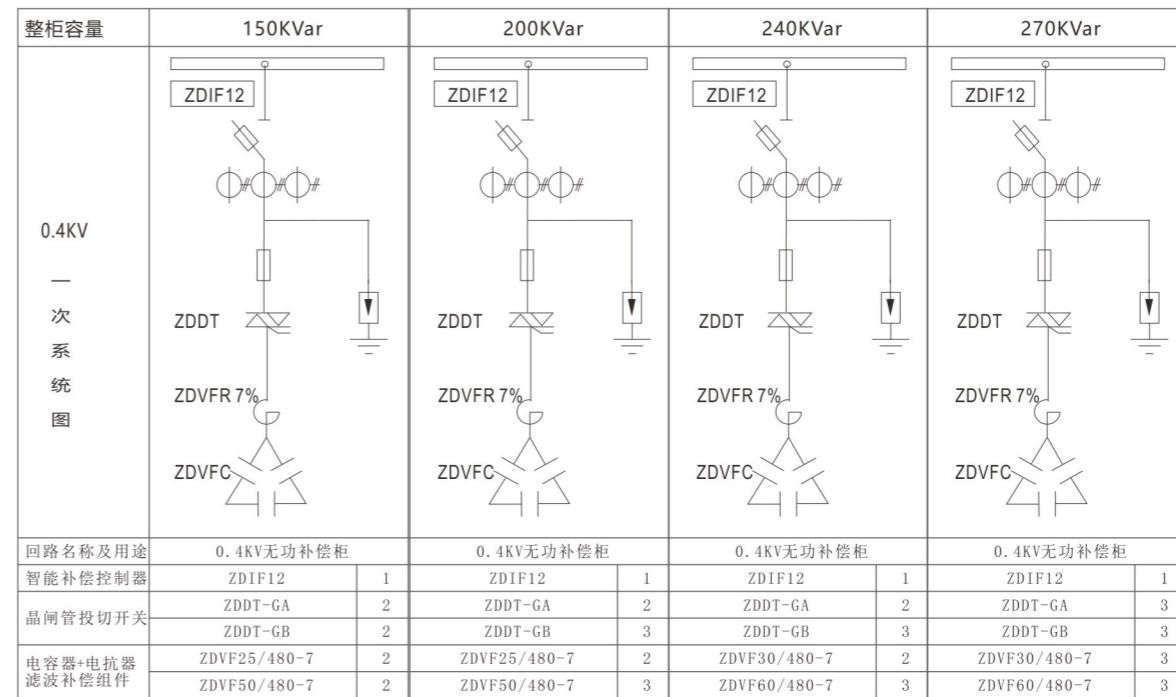 整柜容量 150KVar 200KVar 240KVar 270KVar
ZDIF12 ZDIF12 ZDIF12 ZDIF12
0.4KV
一
次
系
统
图
ZDDT ZDDT ZDDT ZDDT
ZDVFR 7% ZDVFR 7% ZDVFR 7% ZDVFR 7%
ZDVFC ZDVFC ZDVFC ZDVFC
回路名称及用途 0.4KV无功补偿柜 0.4KV无功补偿柜 0.4KV无功补偿柜 0.4KV无功补偿柜
智能补偿控制器 ZDIF12 1 ZDIF12 1 ZDIF12 1 ZDIF12 1
晶闸管投切开关 ZDDT-GA 2 ZDDT-GA 2 ZDDT-GA 2 ZDDT-GA 3
ZDDT-GB 2 ZDDT-GB 3 ZDDT-GB 3 ZDDT-GB 3
电容器+电抗器 ZDVF25/480-7 2 ZDVF25/480-7 2 ZDVF30/480-7 2 ZDVF30/480-7 3
滤波补偿组件 ZDVF50/480-7 2 ZDVF50/480-7 3 ZDVF60/480-7 3 ZDVF60/480-7 3